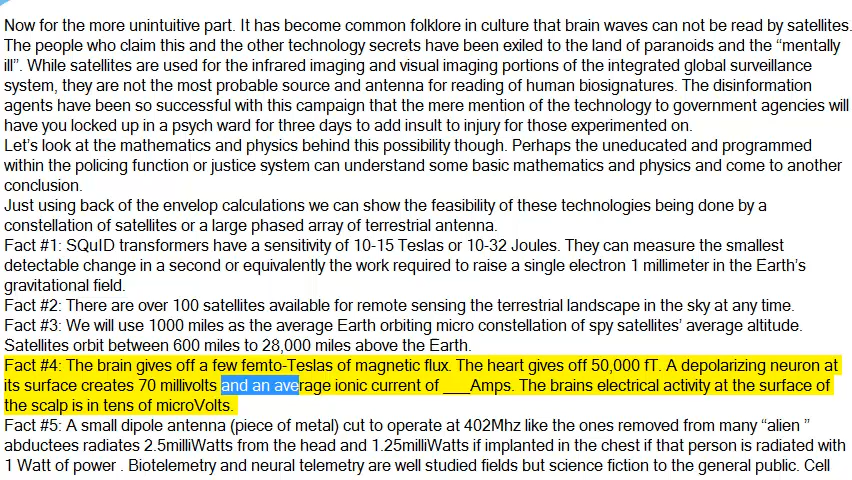 Now for the more unintuitive part. It has become common folklore in culture that brain waves can not be read by satellites.
The people who claim this and the other technology secrets have been exiled to the land of paranoids and the “mentally
ill”. While satellites are used for the infrared imaging and visual imaging portions of the integrated global surveillance
system, they are not the most probable source and antenna for reading of human biosignatures. The disinformation
agents have been so successful with this campaign that the mere mention of the technology to government agencies will
have you locked up in a psych ward for three days to add insult to injury for those experimented on.
Let’s look at the mathematics and physics behind this possibility though. Perhaps the uneducated and programmed
within the policing function or justice system can understand some basic mathematics and physics and come to another
conclusion.
Just using back of the envelop calculations we can show the feasibility of these technologies being done by a
constellation of satellites or a large phased array of terrestrial antenna.
Fact #1: SQuID transformers have a sensitivity of 10-15 Teslas or 10-32 Joules. They can measure the smallest
detectable change in a second or equivalently the work required to raise a single electron 1 millimeter in the Earth’s
gravitational field.
Fact #2: There are over 100 satellites available for remote sensing the terrestrial landscape in the sky at any time.
Fact #3: We will use 1000 miles as the average Earth orbiting micro constellation of spy satellites’ average altitude.
Satellites orbit between 600 miles to 28,000 miles above the Earth.
Fact #4: The brain gives off a few femto-Teslas of magnetic flux. The heart gives off 50,000 fT. A depolarizing neuron at
its surface creates 70 millivolts and an average ionic current of ___Amps. The brains electrical activity at the surface of
the scalp is in tens of microVolts.
Fact #5: A small dipole antenna (piece of metal) cut to operate at 402Mhz like the ones removed from many “alien ”
abductees radiates 2.5milliWatts from the head and 1.25milliWatts if implanted in the chest if that person is radiated with
1 Watt of power . Biotelemetry and neural telemetry are well studied fields but science fiction to the general public. Cell